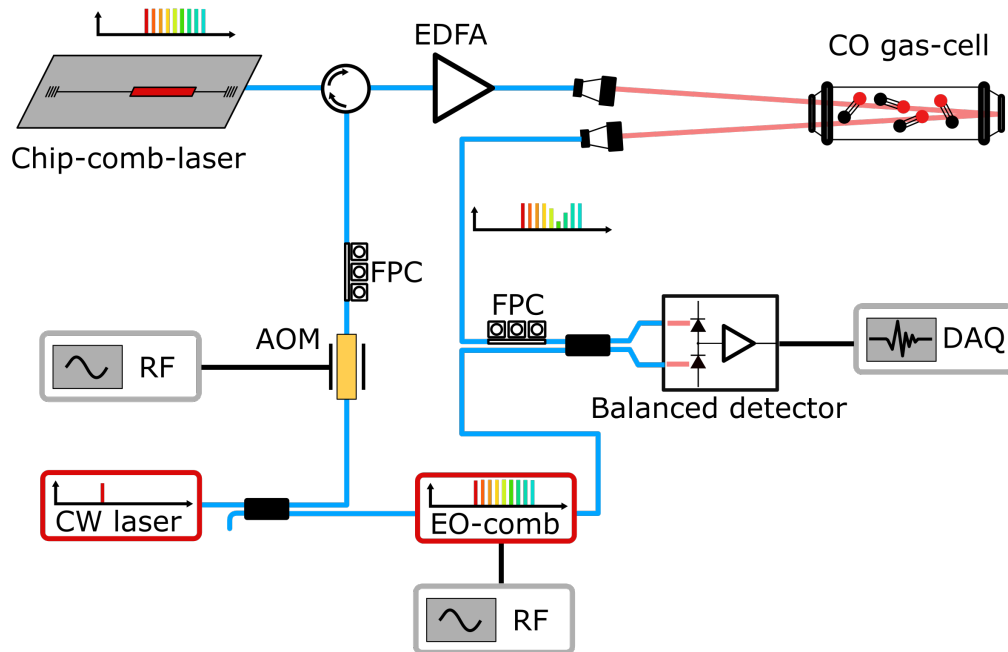 EDFA
CO gas-cell
Chip-comb-laser
FPC
FPC
AOM
RF
DAQ
Balanced detector
CW laser
EO-comb
RF